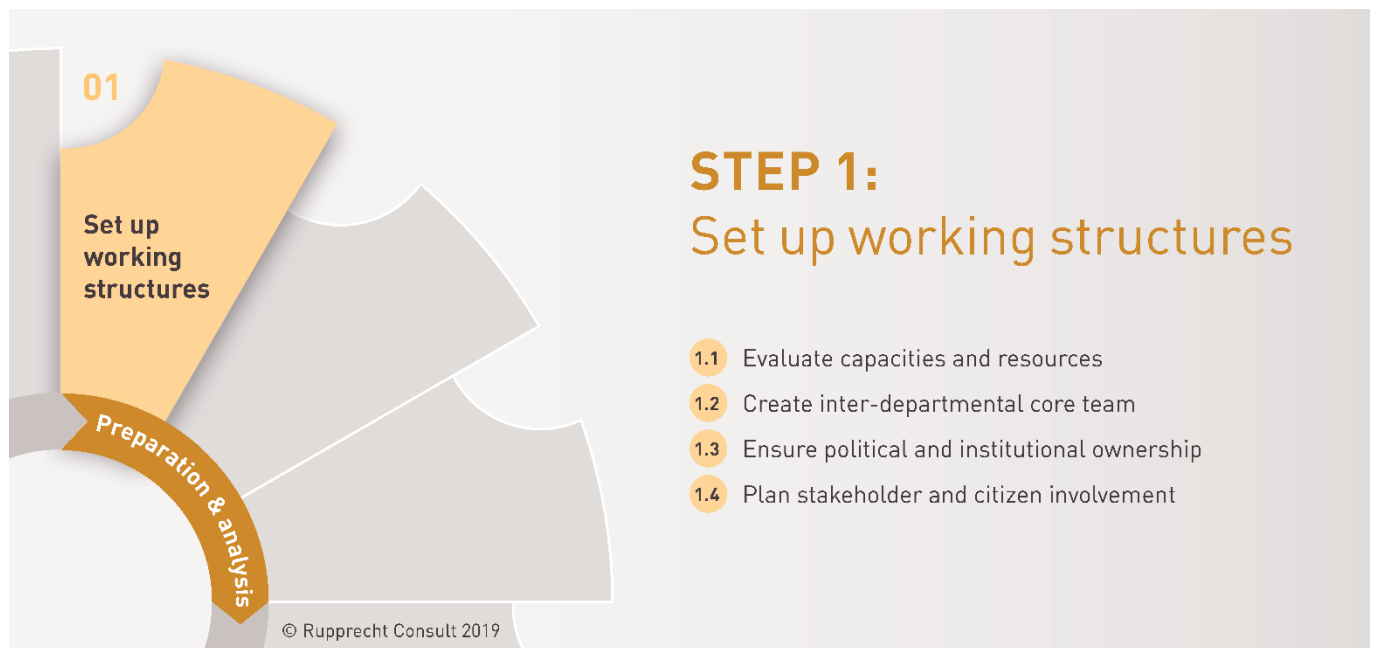 01
Set up
working
structures
Preparation & analysis
© Rupprecht Consult 2019
STEP 1:
Set up working structures
1.1 Evaluate capacities and resources
1.2 Create inter-departmental core team
1.3 Ensure political and institutional ownership
1.4 Plan stakeholder and citizen involvement